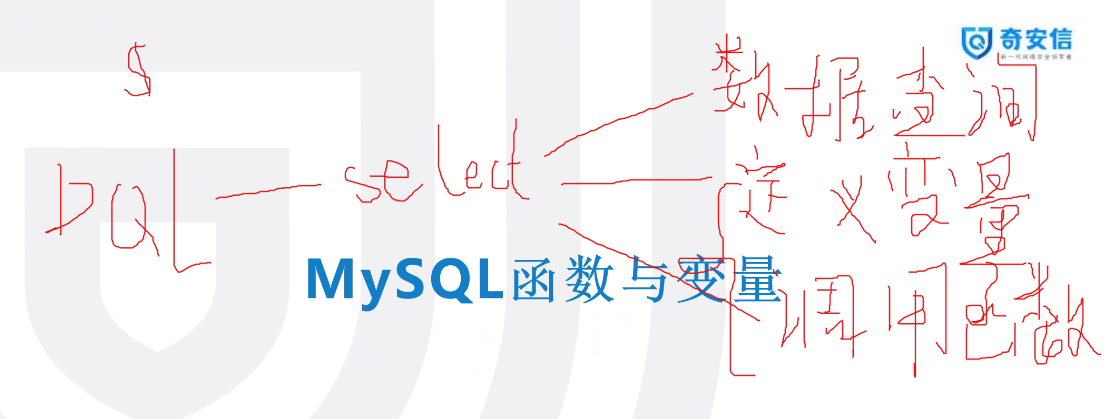 奇安信
新一代网络安全领军者
S
数据查询
DQL select
定义变量
MySQL函数与变量
调用函数